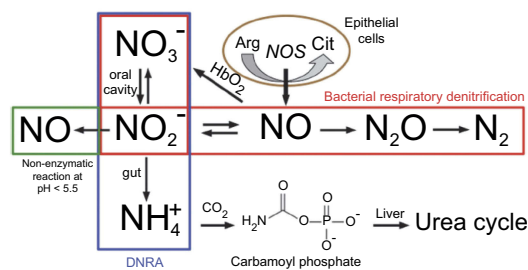 Epithelial
cells
Arg NOS Cit
NO3-
oral
cavity
HbO2
Bacterial respiratory denitrification
NO NO2- NO N2O N2
Non-enzymatic
reaction at
pH < 5.5
gut
NH4+ CO2 H2N O O P O O- O- Liver Urea cycle
DNRA Carbamoyl phosphate